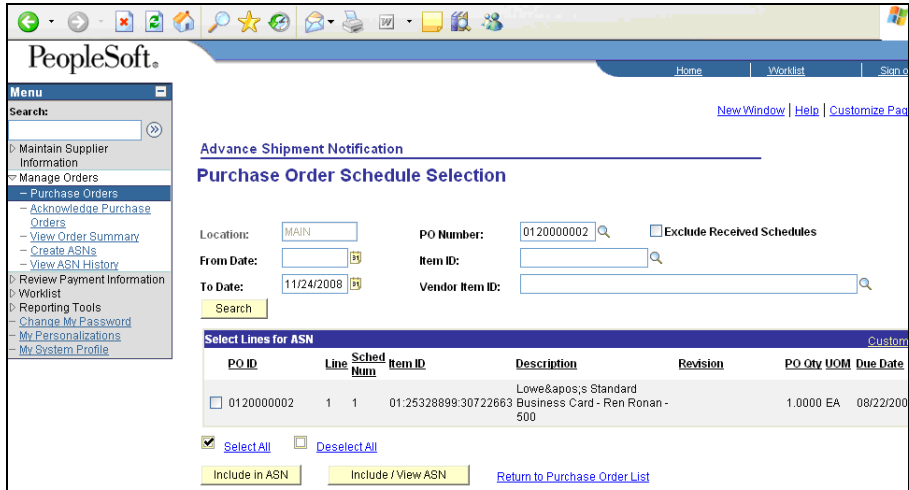 PeopleSoft.
Home
Worklist
Sign o
Menu
Search:
New Window | Help | Customize Pag
Maintain Supplier
Information
Manage Orders
Purchase Orders
Acknowledge Purchase
Orders
View Order Summary
Create ASNs
View ASN History
Review Payment Information
Worklist
Reporting Tools
Change My Password
My Personalizations
My System Profile
Advance Shipment Notification
Purchase Order Schedule Selection
Location: MAIN PO Number: 0120000002 Exclude Received Schedules
From Date: Item ID:
To Date: 11/24/2008 Vendor Item ID:
Search
Select Lines for ASN Custom
PO ID Line Sched Num Item ID Description Revision PO Qty UOM Due Date
0120000002 1 1 01:25328899:30722663 Lowe&apos;s Standard
Business Card - Ren Ronan -
500
1.0000 EA 08/22/200
Select All Deselect All
Include in ASN Include / View ASN Return to Purchase Order List